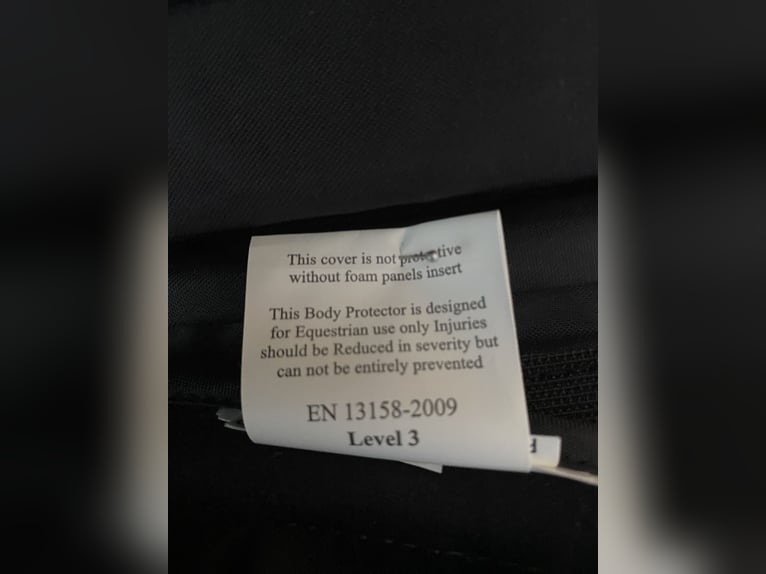 This cover is not protective
without foam panels insert
This Body Protector is designed
for Equestrian use only Injuries
should be Reduced in severity but
can not be entirely prevented
EN 13158-2009
Level 3